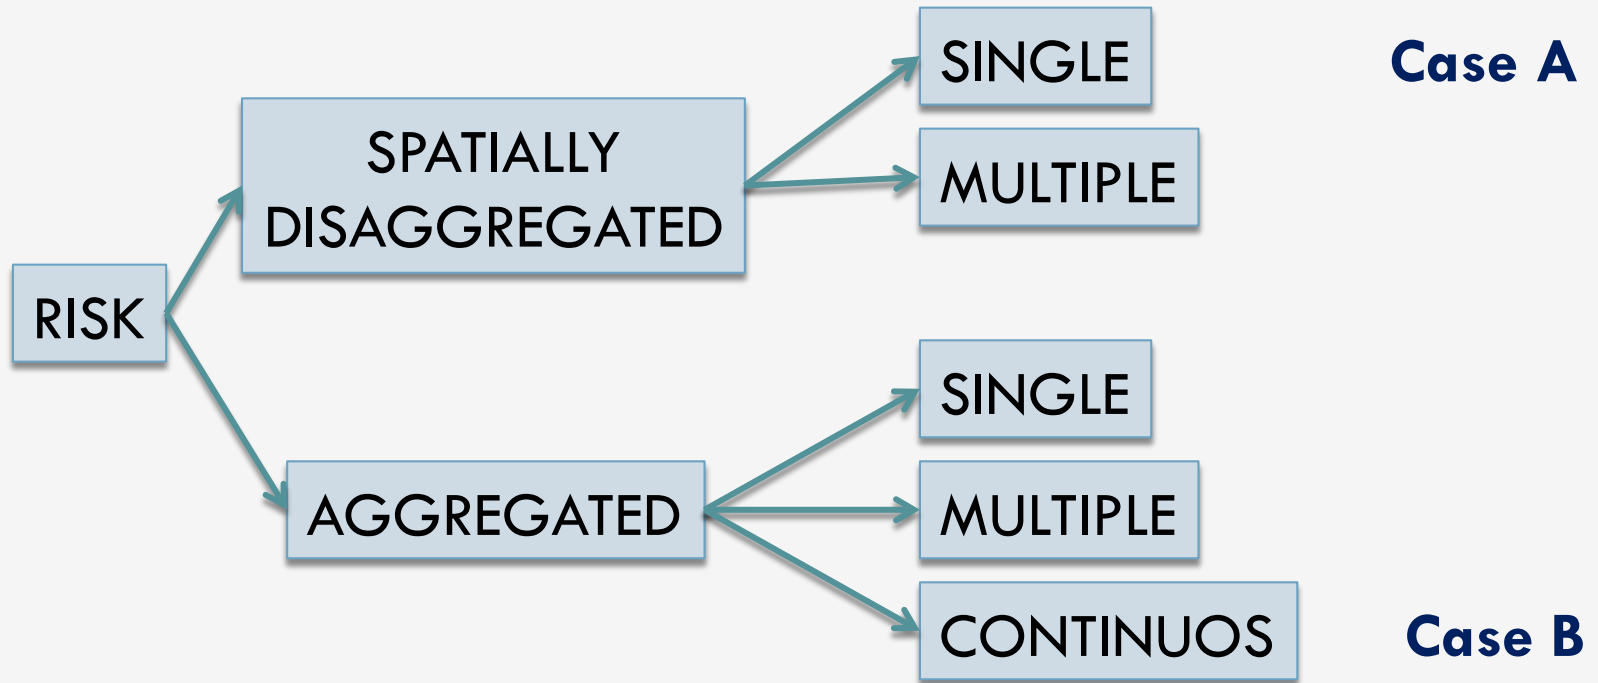 SINGLE
Case A
SPATIALLY
DISAGGREGATED
MULTIPLE
RISK
SINGLE
AGGREGATED
MULTIPLE
CONTINUOS
Case B